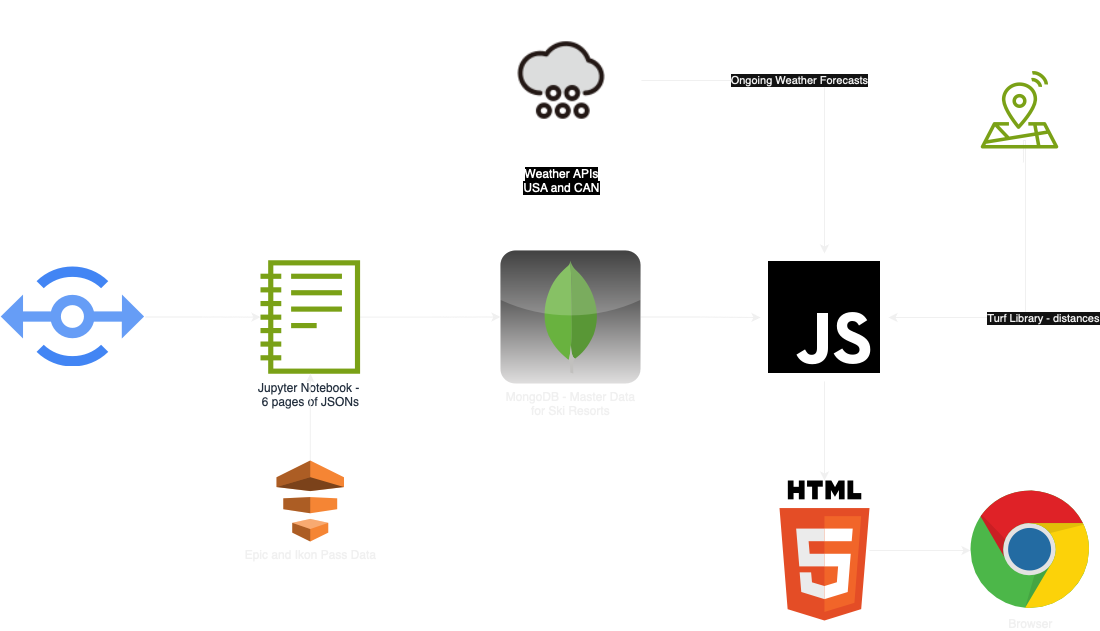 Ongoing Weather Forecasts
Weather APIs
USA and CAN
JS
Turf Library - distances
Jupyter Notebook -
6 pages of JSONs
MongoDB - Master Data
for Ski Resorts
Epic and Ikon Pass Data
HTML
5
Browser